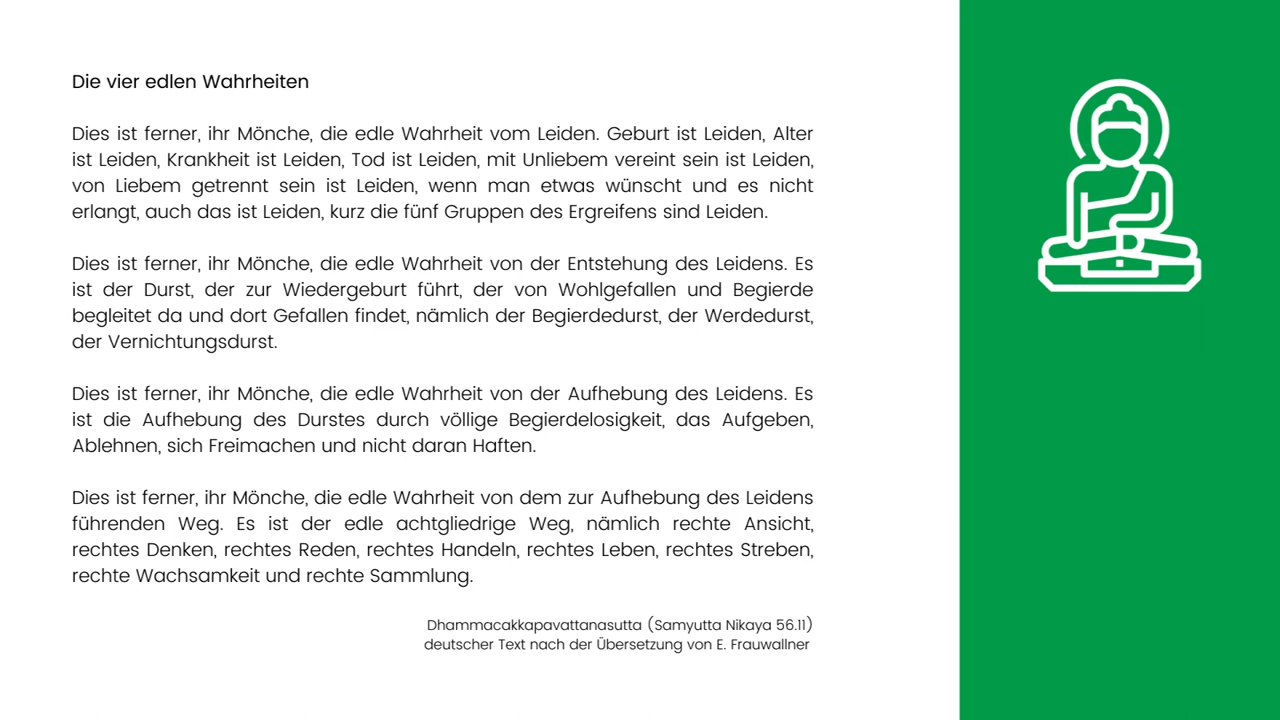 Die vier edlen Wahrheiten
Dies ist ferner, ihr Mönche, die edle Wahrheit vom Leiden. Geburt ist Leiden, Alter
ist Leiden, Krankheit ist Leiden, Tod ist Leiden, mit Unliebem vereint sein ist Leiden,
von Liebem getrennt sein ist Leiden, wenn man etwas wünscht und es nicht
erlangt, auch das ist Leiden, kurz die fünf Gruppen des Ergreifens sind Leiden.
Dies ist ferner, ihr Mönche, die edle Wahrheit von der Entstehung des Leidens. Es
ist der Durst, der zur Wiedergeburt führt, der von Wohlgefallen und Begierde
begleitet da und dort Gefallen findet, nämlich der Begierdedurst, der Werdedurst,
der Vernichtungsdurst.
Dies ist ferner, ihr Mönche, die edle Wahrheit von der Aufhebung des Leidens. Es
ist die Aufhebung des Durstes durch völlige Begierdelosigkeit, das Aufgeben,
Ablehnen, sich Freimachen und nicht daran Haften.
Dies ist ferner, ihr Mönche, die edle Wahrheit von dem zur Aufhebung des Leidens
führenden Weg. Es ist der edle achtgliedrige Weg, nämlich rechte Ansicht,
rechtes Denken, rechtes Reden, rechtes Handeln, rechtes Leben, rechtes Streben,
rechte Wachsamkeit und rechte Sammlung.
Dhammacakkapavattanasutta (Samyutta Nikaya 56.11)
deutscher Text nach der Übersetzung von E. Frauwallner